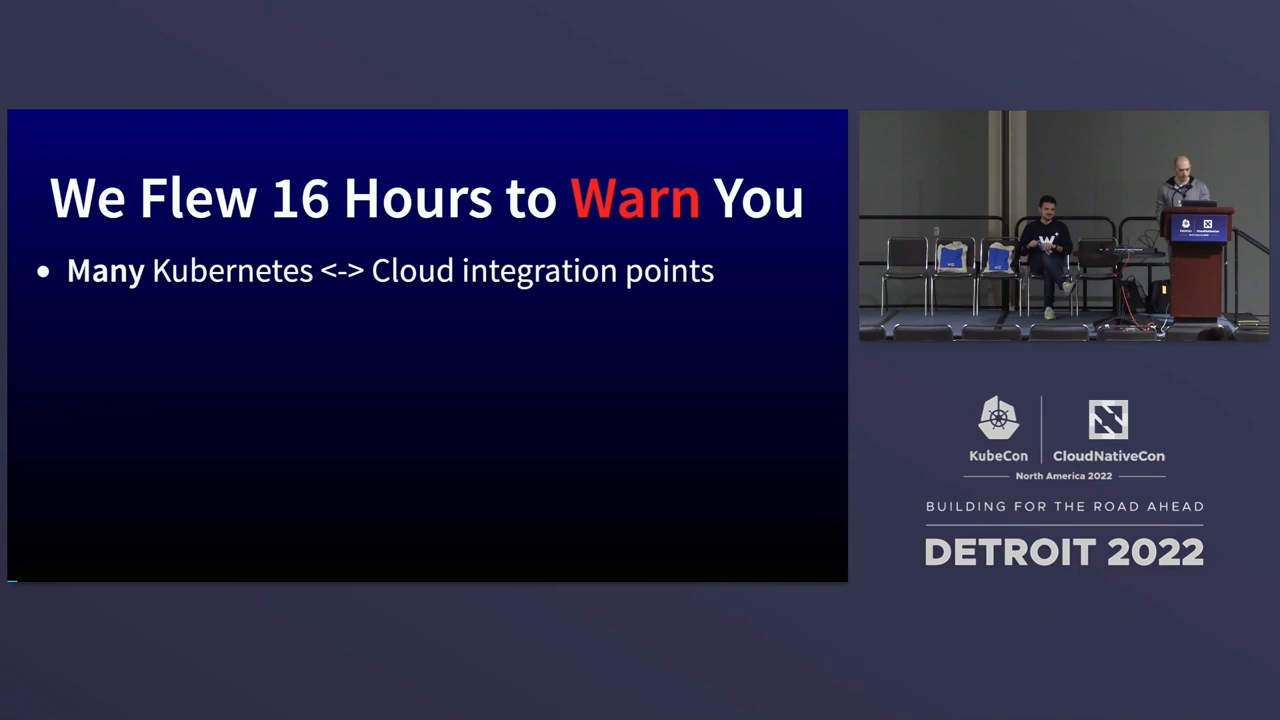 We Flew 16 Hours to Warn You
Many Kubernetes <-> Cloud integration points
KubeCon
CloudNativeCon
North America 2022
BUILDING FOR THE ROAD AHEAD
DETROIT 2022